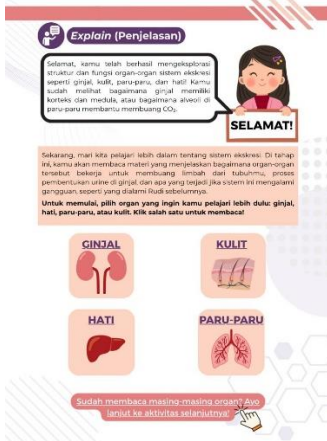 Explain (Penjelasan)
Selamat, kamu telah berhasil mengeksplorasi
struktur dan fungsi organ-organ sistem ekskresi
seperti ginjal, kulit, paru-paru, dan hati! Kamu
sudah melihat bagaimana ginjal memiliki
korteks dan medula, atau bagaimana alveoli di
paru-paru membantu membuang CO₂.
SELAMAT!
Sekarang, mari kita pelajari lebih dalam tentang sistem ekskresi. Di tahap
ini, kamu akan membaca materi yang menjelaskan bagaimana organ-organ
tersebut bekerja untuk membuang limbah dari tubuhmu, proses
pembentukan urine di ginjal, dan apa yang terjadi jika sistem ini mengalami
gangguan, seperti yang dialami Rudi sebelumnya.
Untuk memulai, pilih organ yang ingin kamu pelajari lebih dulu: ginjal,
hati, paru-paru, atau kulit. Klik salah satu untuk membaca!
GINJAL
KULIT
HATI
PARU-PARU
Sudah membaca masing-masing organ? Ayo
lanjut ke aktivitas selanjutnya!